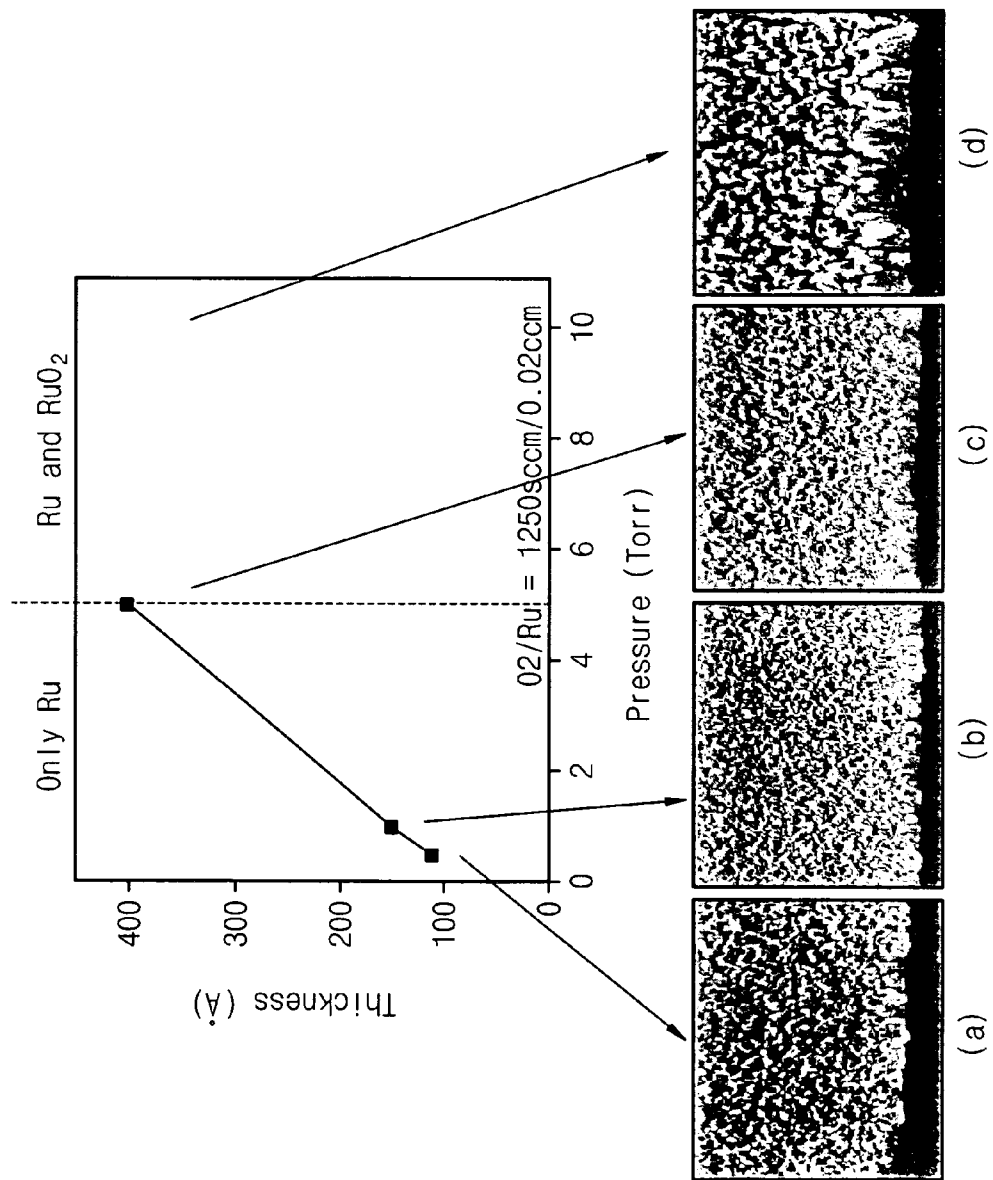 Only Ru
Ru and RuO₂
Thickness (Å)
400
300
200
100
0
O2/Ru = 1250sccm/0.02ccm
0
2
4
6
8
10
Pressure (Torr)
(a)
(b)
(c)
(d)